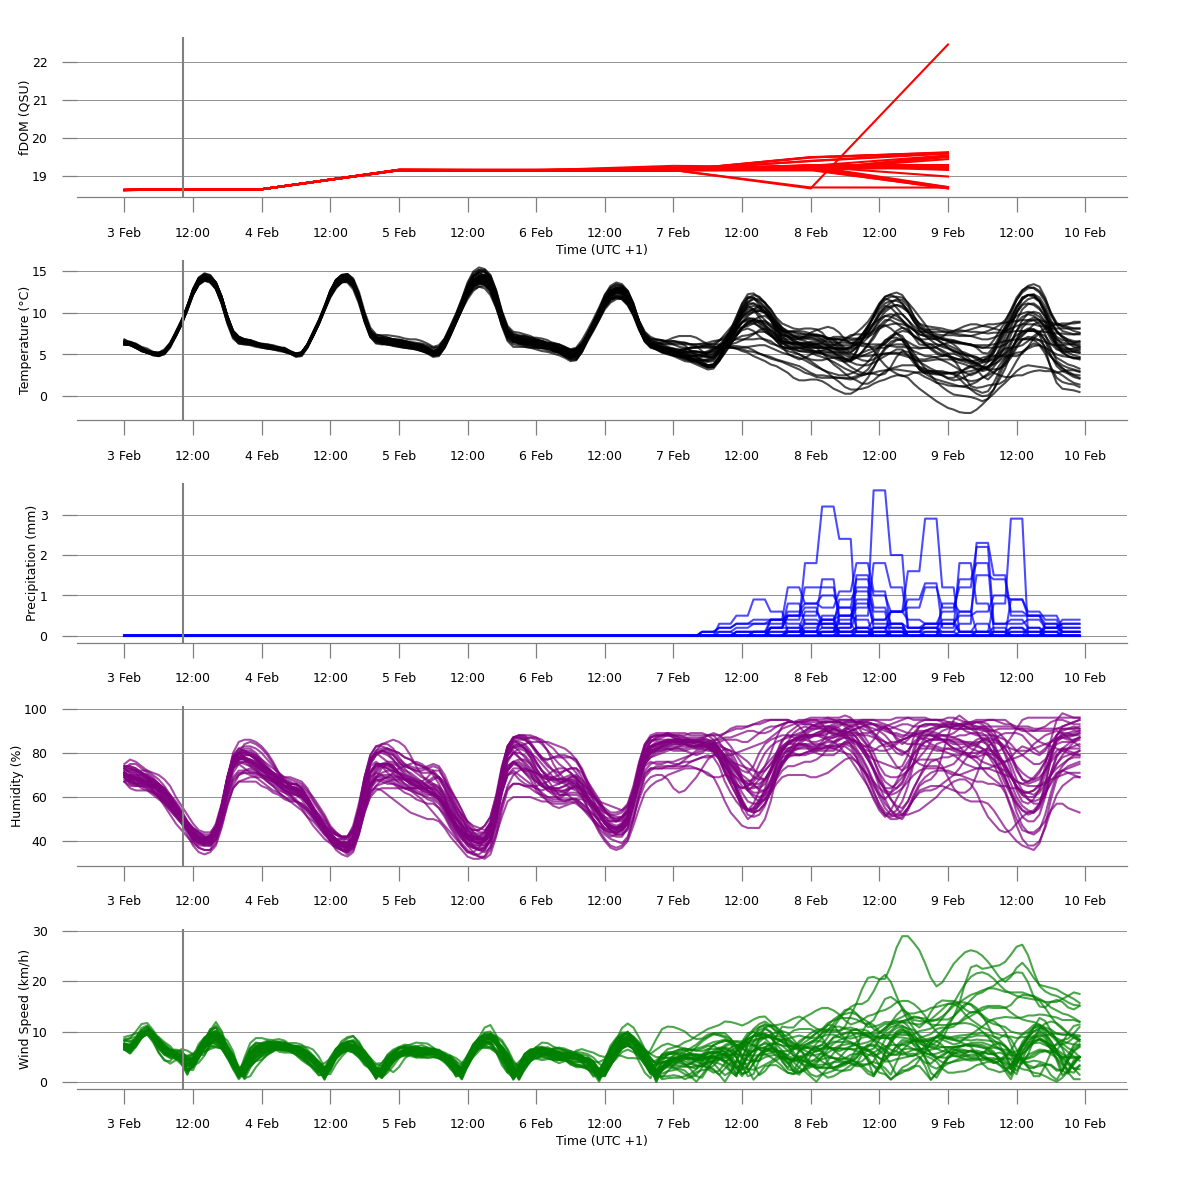 fDOM (QSU)
22
21
20
19
3 Feb 12:00 4 Feb 12:00 5 Feb 12:00 6 Feb 12:00 7 Feb 12:00 8 Feb 12:00 9 Feb 12:00 10 Feb
Time (UTC +1)
Temperature (°C)
15
10
5
0
3 Feb 12:00 4 Feb 12:00 5 Feb 12:00 6 Feb 12:00 7 Feb 12:00 8 Feb 12:00 9 Feb 12:00 10 Feb
Precipitation (mm)
3
2
1
0
3 Feb 12:00 4 Feb 12:00 5 Feb 12:00 6 Feb 12:00 7 Feb 12:00 8 Feb 12:00 9 Feb 12:00 10 Feb
Humidity (%)
100
80
60
40
3 Feb 12:00 4 Feb 12:00 5 Feb 12:00 6 Feb 12:00 7 Feb 12:00 8 Feb 12:00 9 Feb 12:00 10 Feb
Wind Speed (km/h)
30
20
10
0
3 Feb 12:00 4 Feb 12:00 5 Feb 12:00 6 Feb 12:00 7 Feb 12:00 8 Feb 12:00 9 Feb 12:00 10 Feb
Time (UTC +1)